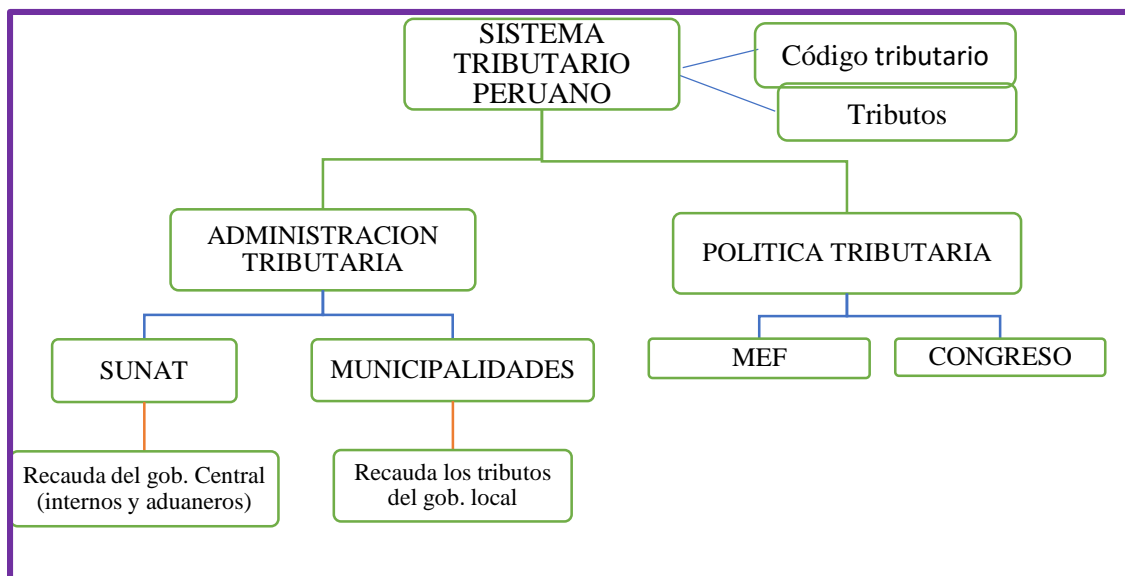 SISTEMA
TRIBUTARIO
PERUANO
Código tributario
Tributos
ADMINISTRACION
TRIBUTARIA
POLITICA TRIBUTARIA
SUNAT
MUNICIPALIDADES
MEF
CONGRESO
Recauda del gob. Central
(internos y aduaneros)
Recauda los tributos
del gob. local